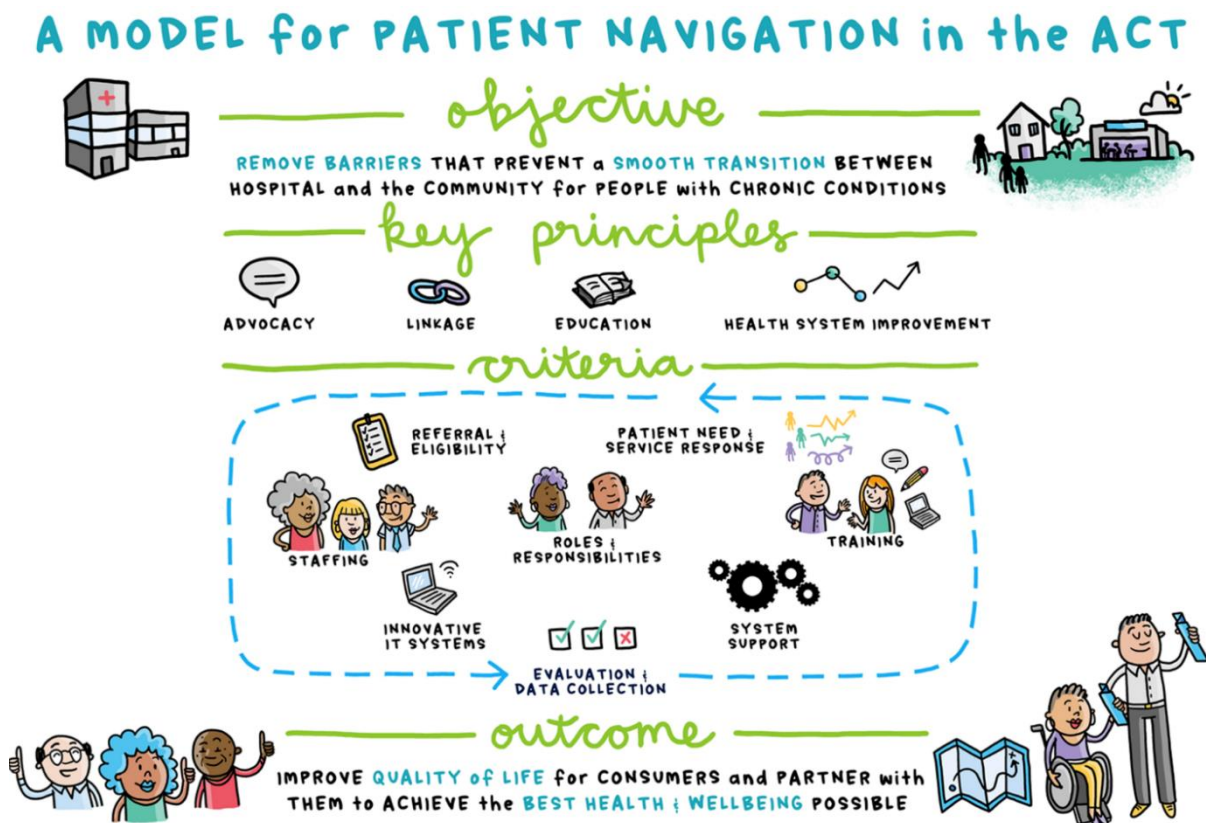 A MODEL for PATIENT NAVIGATION in the ACT
objective
REMOVE BARRIERS THAT PREVENT a SMOOTH TRANSITION BETWEEN
HOSPITAL and the COMMUNITY for PEOPLE with CHRONIC CONDITIONS
key principles
ADVOCACY
LINKAGE
EDUCATION
HEALTH SYSTEM IMPROVEMENT
criteria
REFERRAL &
ELIGIBILITY
PATIENT NEED &
SERVICE RESPONSE
STAFFING
ROLES &
RESPONSIBILITIES
TRAINING
INNOVATIVE
IT SYSTEMS
SYSTEM
SUPPORT
EVALUATION &
DATA COLLECTION
outcome
IMPROVE QUALITY of LIFE for CONSUMERS and PARTNER with
THEM to ACHIEVE the BEST HEALTH & WELLBEING POSSIBLE